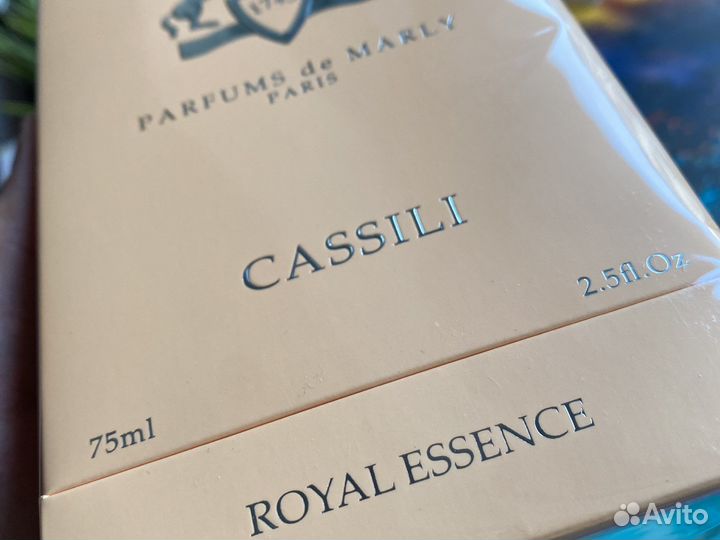 PARFUMS de MARLY
PARIS
CASSILI
2.5fl.Oz
75ml
ROYAL ESSENCE
Avito